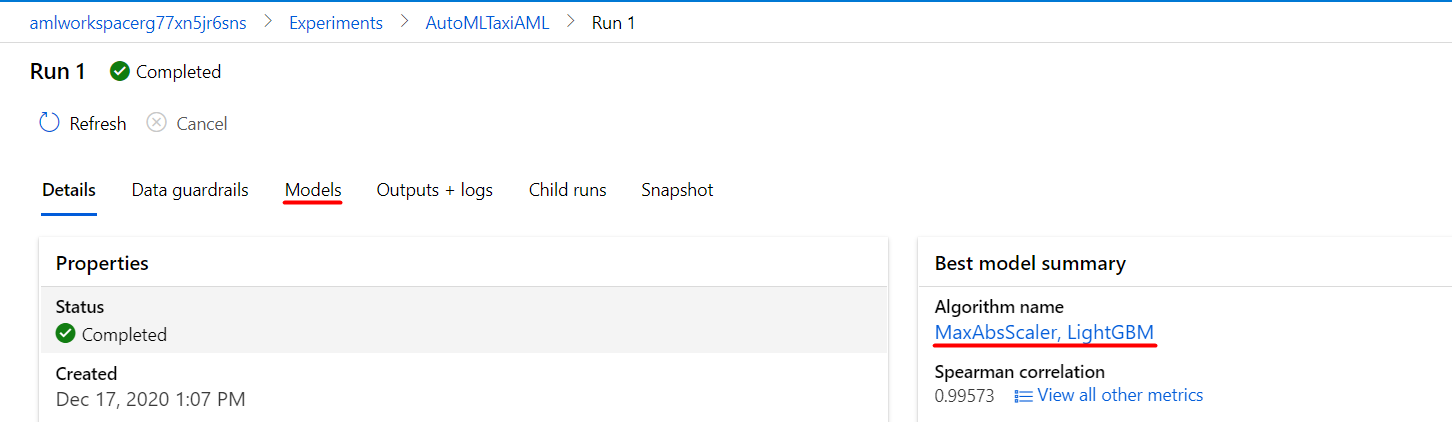 amlworkspacerg77xn5jr6sns > Experiments > AutoMLTaxiAML > Run 1
Run 1 Completed
Refresh Cancel
Details Data guardrails Models Outputs + logs Child runs Snapshot
Properties
Status
Completed
Created
Dec 17, 2020 1:07 PM
Best model summary
Algorithm name
MaxAbsScaler, LightGBM
Spearman correlation
0.99573 View all other metrics